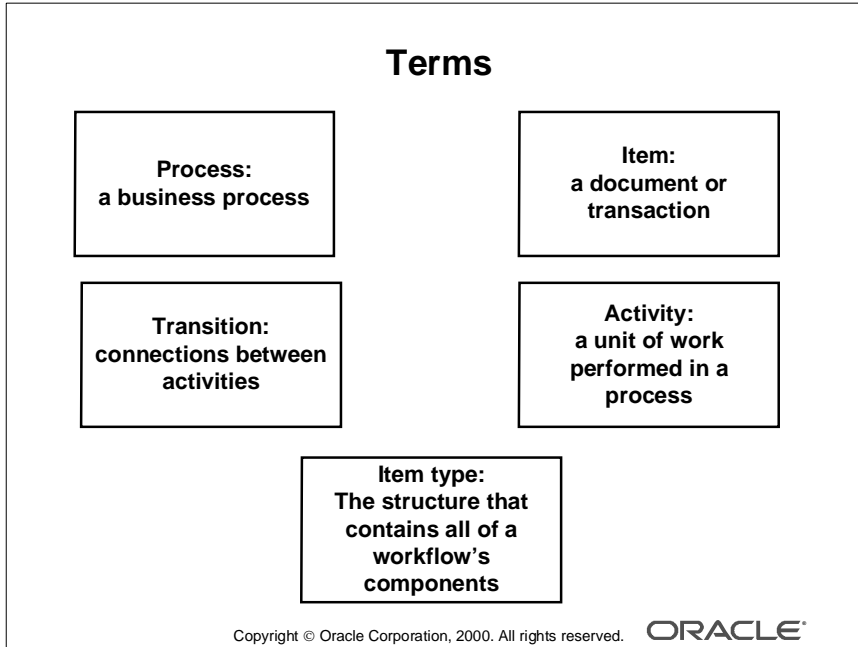 Terms
Process:
a business process
Item:
a document or
transaction
Transition:
connections between
activities
Activity:
a unit of work
performed in a
process
Item type:
The structure that
contains all of a
workflow’s
components
Copyright © Oracle Corporation, 2000. All rights reserved.
ORACLE®